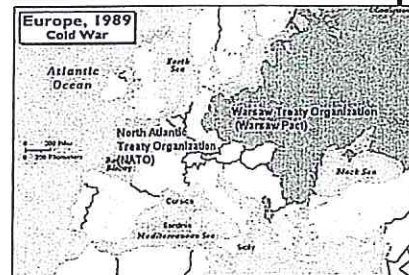 Europe, 1989
Cold War
Atlantic
Ocean
North
Sea
Warsaw Treaty Organization
(Warsaw Pact)
North Atlantic
Treaty Organization
(NATO)
Black Sea
Corsica
Sardinia
Mediterranean Sea
Sicily